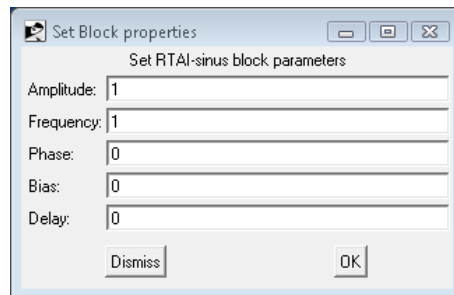 Set Block properties
Set RTAI-sinus block parameters
Amplitude: 1
Frequency: 1
Phase: 0
Bias: 0
Delay: 0
Dismiss OK